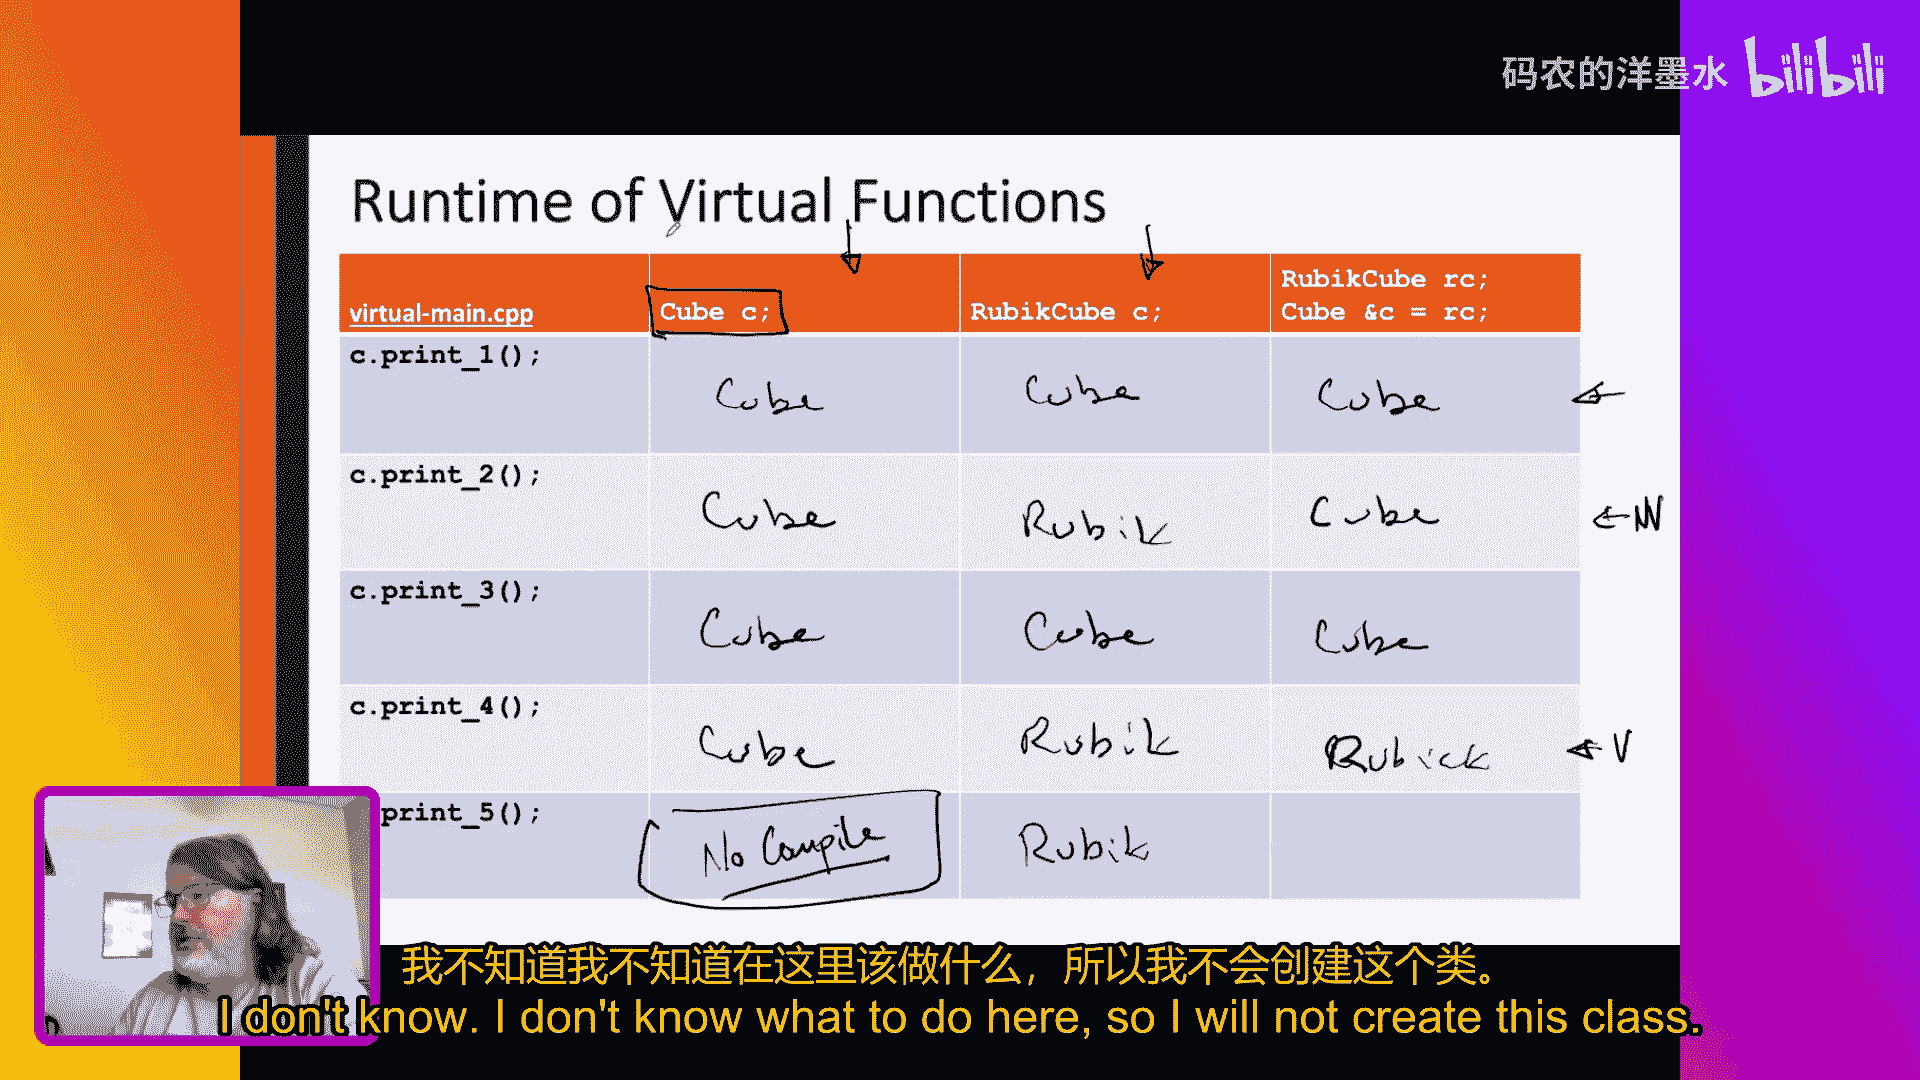 码农的洋墨水 bilibili
Runtime of Virtual Functions
virtual-main.cpp
Cube c;
RubikCube c;
RubikCube rc;
Cube &c = rc;
c.print_1();
Cube
Cube
Cube
c.print_2();
Cube
Rubik
Cube
NV
c.print_3();
Cube
Cube
Cube
c.print_4();
Cube
Rubik
Rubick
V
print_5();
No Compile
Rubik
我不知道我不知道在这里该做什么，所以我不会创建这个类。
I don't know. I don't know what to do here, so I will not create this class.